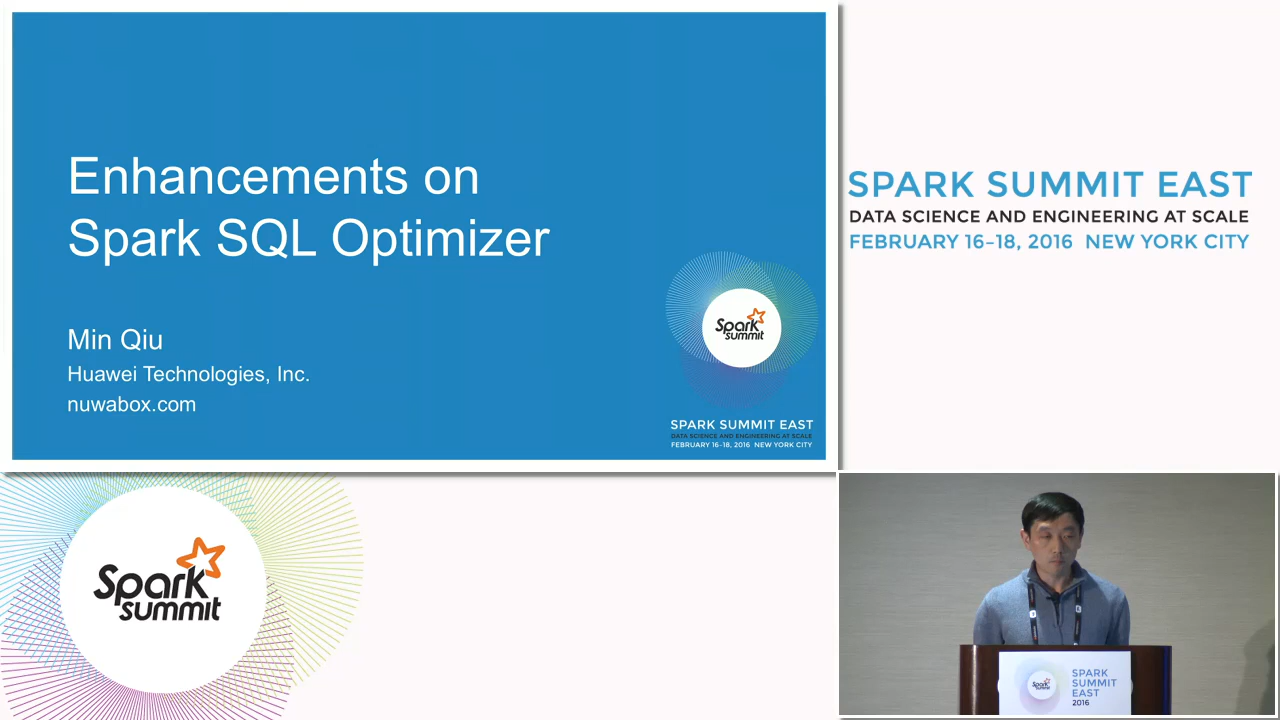 Enhancements on
Spark SQL Optimizer
Min Qiu
Huawei Technologies, Inc.
nuwabox.com
Spark
summit
SPARK SUMMIT EAST
DATA SCIENCE AND ENGINEERING AT SCALE
FEBRUARY 16-18, 2016 NEW YORK CITY
SPARK SUMMIT EAST
DATA SCIENCE AND ENGINEERING AT SCALE
FEBRUARY 16–18, 2016 NEW YORK CITY
Spark
summit
Spark
summit
SPARK
SUMMIT
EAST
2016